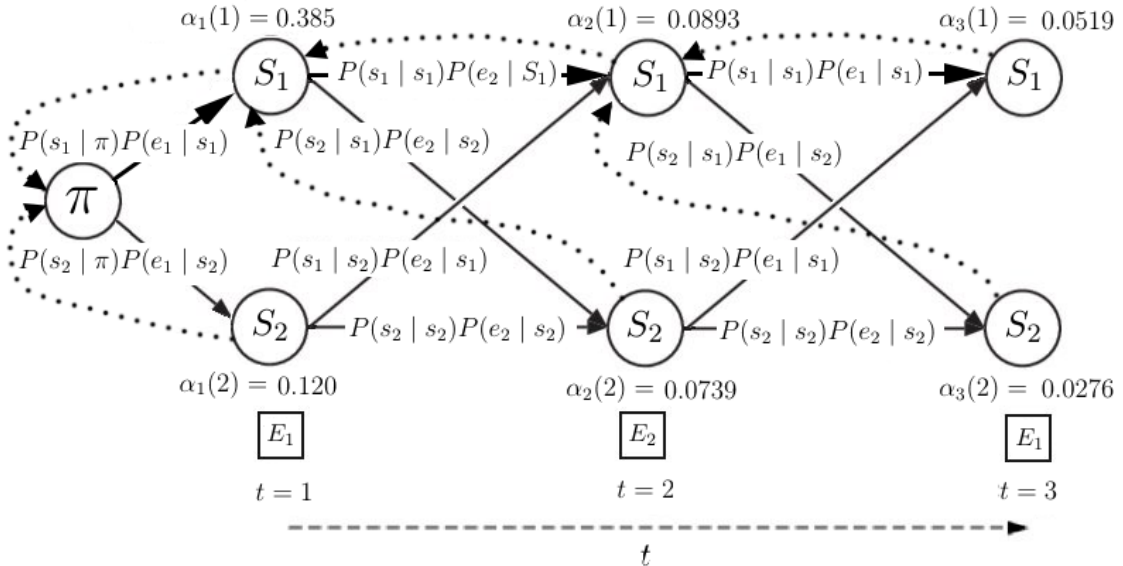 α₁(1) = 0.385
α₂(1) = 0.0893
α₃(1) = 0.0519
S₁
P(s₁ | s₁)P(e₂ | S₁)
S₁
P(s₁ | s₁)P(e₁ | s₁)
S₁
P(s₁ | π)P(e₁ | s₁)
P(s₂ | s₁)P(e₂ | s₂)
P(s₂ | s₁)P(e₁ | s₂)
π
P(s₂ | π)P(e₁ | s₂)
P(s₁ | s₂)P(e₂ | s₁)
P(s₁ | s₂)P(e₁ | s₁)
S₂
P(s₂ | s₂)P(e₂ | s₂)
S₂
P(s₂ | s₂)P(e₂ | s₂)
S₂
α₁(2) = 0.120
α₂(2) = 0.0739
α₃(2) = 0.0276
E₁
E₂
E₁
t = 1
t = 2
t = 3
t